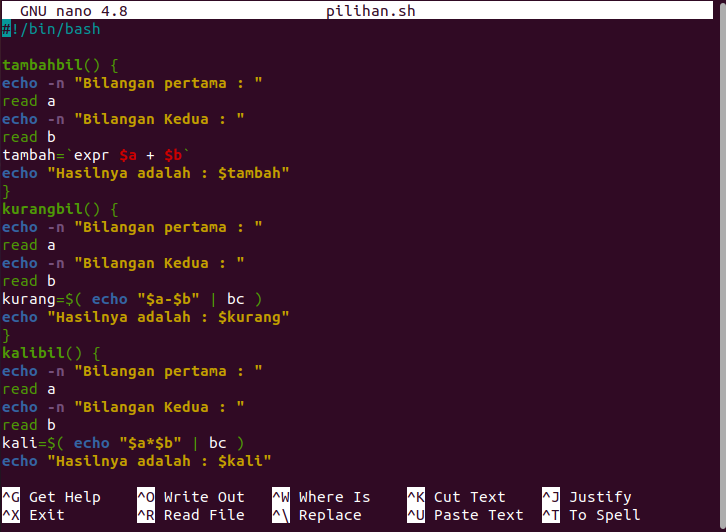 GNU nano 4.8 pilihan.sh
#!/bin/bash
tambahbil() {
echo -n "Bilangan pertama : "
read a
echo -n "Bilangan Kedua : "
read b
tambah=`expr $a + $b`
echo "Hasilnya adalah : $tambah"
}
kurangbil() {
echo -n "Bilangan pertama : "
read a
echo -n "Bilangan Kedua : "
read b
kurang=$( echo "$a-$b" | bc )
echo "Hasilnya adalah : $kurang"
}
kalibil() {
echo -n "Bilangan pertama : "
read a
echo -n "Bilangan Kedua : "
read b
kali=$( echo "$a*$b" | bc )
echo "Hasilnya adalah : $kali"
^G Get Help ^O Write Out ^W Where Is ^K Cut Text ^J Justify
^X Exit ^R Read File ^\ Replace ^U Paste Text ^T To Spell